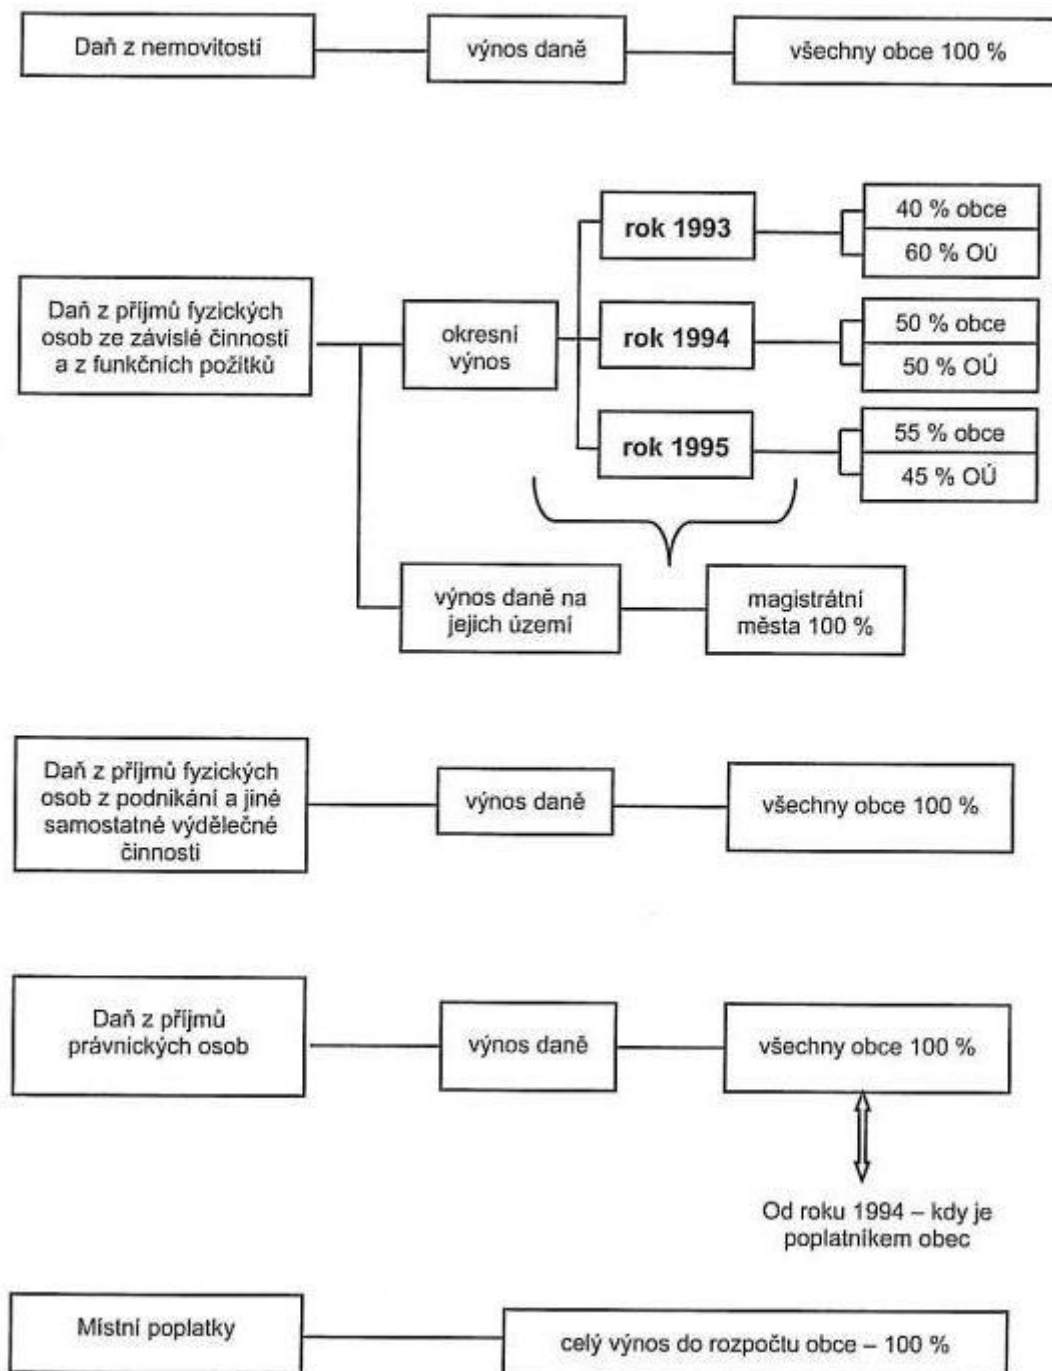 Daň z nemovitostí
výnos daně
všechny obce 100 %
rok 1993
40 % obce
60 % OÚ
Daň z příjmů fyzických
osob ze závislé činnosti
a z funkčních požitků
okresní
výnos
rok 1994
50 % obce
50 % OÚ
rok 1995
55 % obce
45 % OÚ
výnos daně na
jejich území
magistrátní
města 100 %
Daň z příjmů fyzických
osob z podnikání a jiné
samostatné výdělečné
činnosti
výnos daně
všechny obce 100 %
Daň z příjmů
právnických osob
výnos daně
všechny obce 100 %
Od roku 1994 – kdy je
poplatníkem obec
Místní poplatky
celý výnos do rozpočtu obce – 100 %